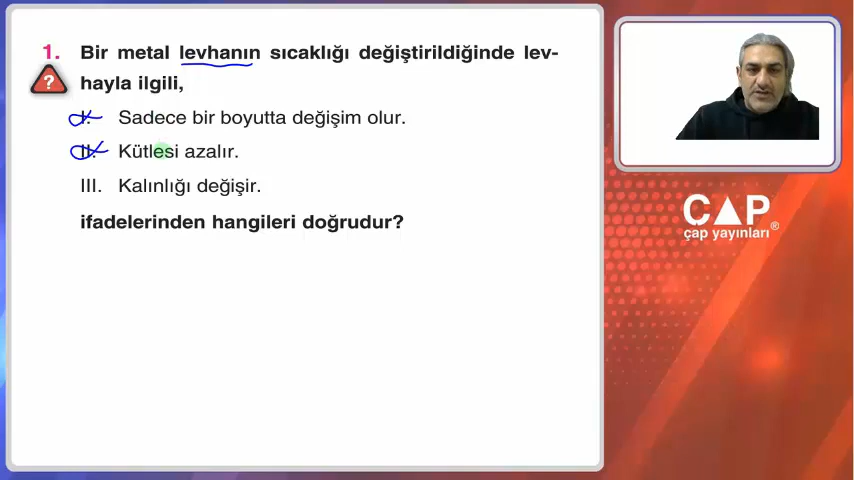 1. Bir metal levhanın sıcaklığı değiştirildiğinde lev-
? hayla ilgili,
I. Sadece bir boyutta değişim olur.
II. Kütlesi azalır.
III. Kalınlığı değişir.
ifadelerinden hangileri doğrudur?
ÇAP
çap yayınları®